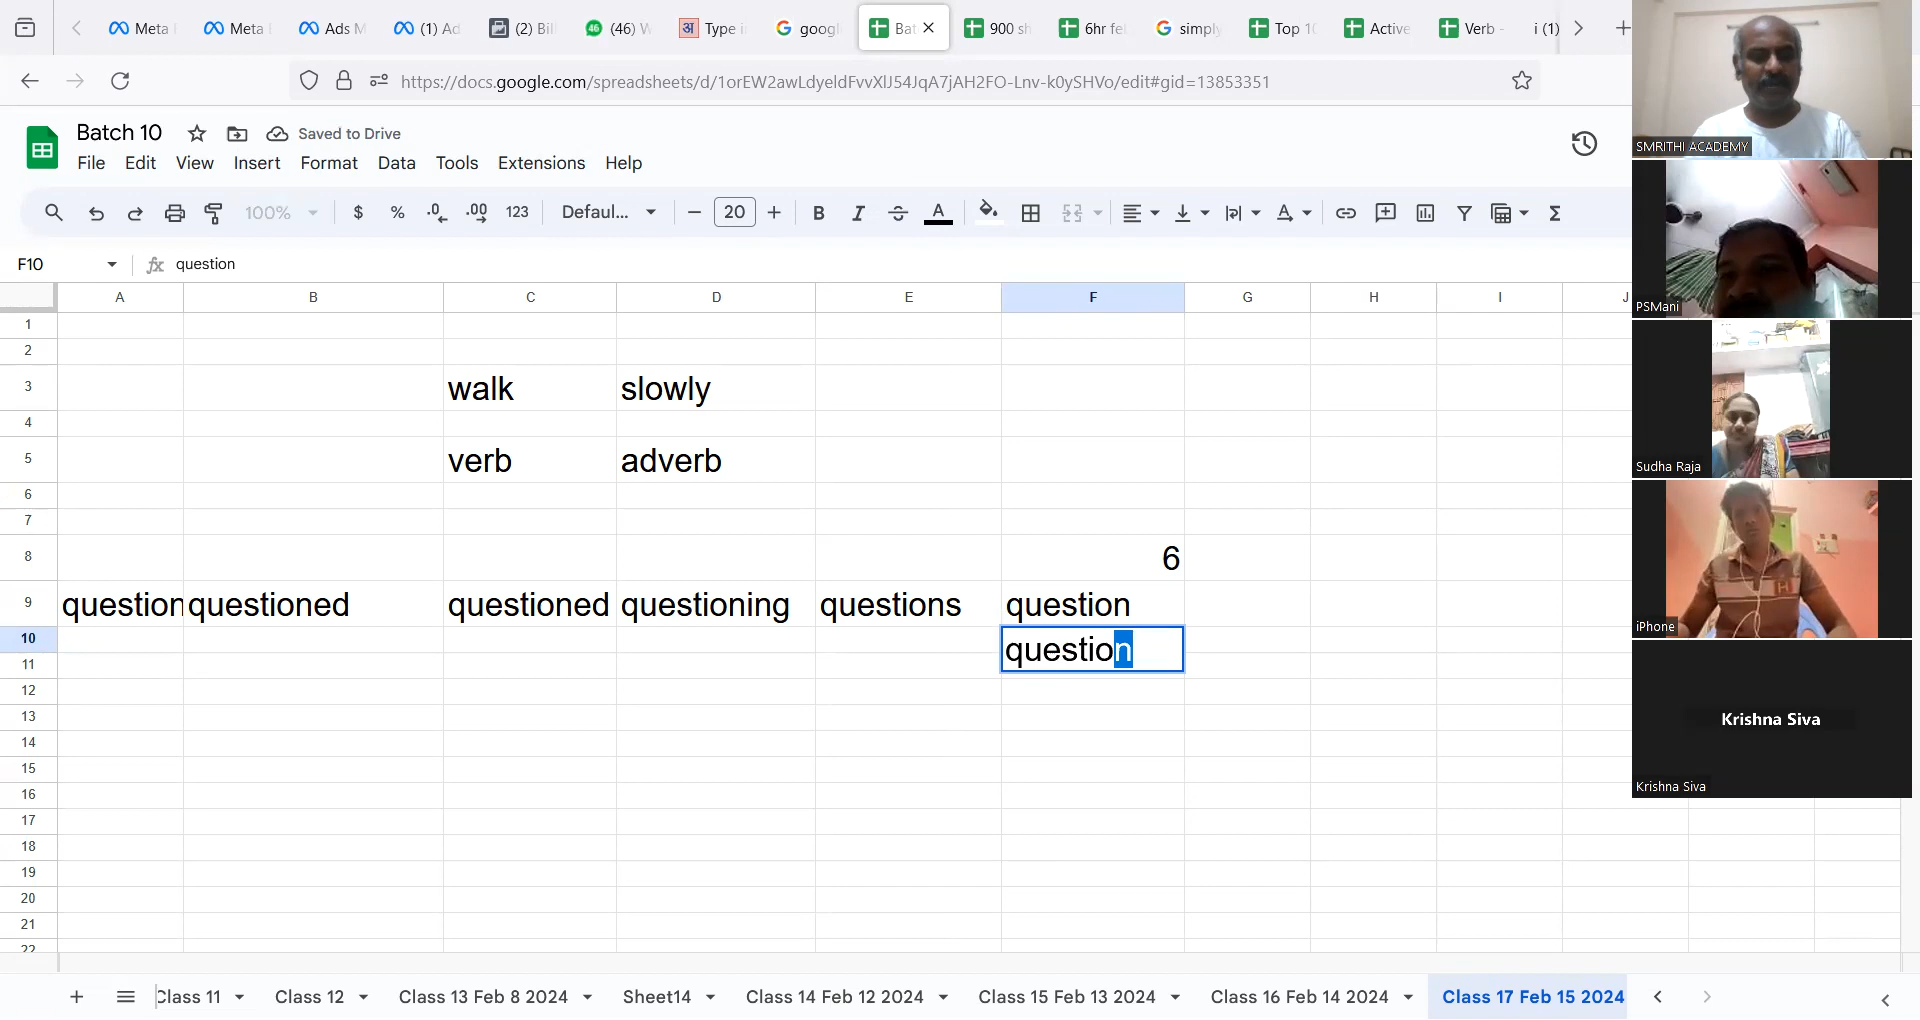 Meta
Meta
Ads M
(1) Ad
(2) Bil
(46) W
Type i
googl
Bat
900 sh
6hr fe
simply
Top 1
Active
Verb -
i (1)
https://docs.google.com/spreadsheets/d/1orEW2awLdyeldFvvXlJ54JqA7jAH2FO-Lnv-k0ySHVo/edit#gid=13853351
Batch 10
Saved to Drive
File Edit View Insert Format Data Tools Extensions Help
100% $ % .0 .00 123 Defaul... 20 B I S A
F10 fx question
A B C D E F G H I J
1
2
3 walk slowly
4
5 verb adverb
6
7
8 6
9 question questioned questioned questioning questions question
10 question
11
12
13
14
15
16
17
18
19
20
21
22
Class 11 Class 12 Class 13 Feb 8 2024 Sheet14 Class 14 Feb 12 2024 Class 15 Feb 13 2024 Class 16 Feb 14 2024 Class 17 Feb 15 2024
SMRITHI ACADEMY
PSMani
Sudha Raja
iPhone
Krishna Siva
Krishna Siva